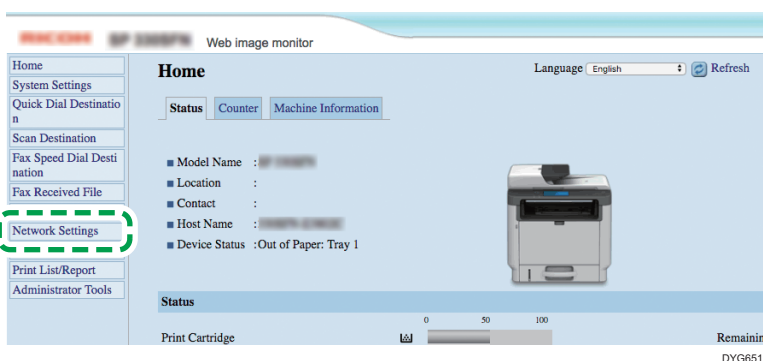 Web image monitor
Home
System Settings
Quick Dial Destinatio
n
Scan Destination
Fax Speed Dial Desti
nation
Fax Received File
Network Settings
Print List/Report
Administrator Tools
Home
Language English Refresh
Status Counter Machine Information
Model Name :
Location :
Contact :
Host Name :
Device Status :Out of Paper: Tray 1
Status
0 50 100
Print Cartridge
DYG651